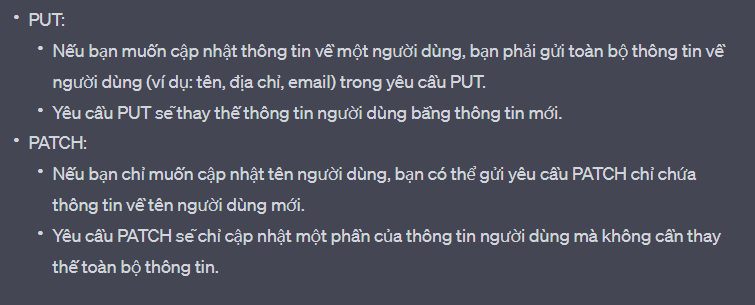 • PUT:
• Nếu bạn muốn cập nhật thông tin về một người dùng, bạn phải gửi toàn bộ thông tin về
người dùng (ví dụ: tên, địa chỉ, email) trong yêu cầu PUT.
• Yêu cầu PUT sẽ thay thế thông tin người dùng bằng thông tin mới.
• PATCH:
• Nếu bạn chỉ muốn cập nhật tên người dùng, bạn có thể gửi yêu cầu PATCH chỉ chứa
thông tin về tên người dùng mới.
• Yêu cầu PATCH sẽ chỉ cập nhật một phần của thông tin người dùng mà không cần thay
thế toàn bộ thông tin.